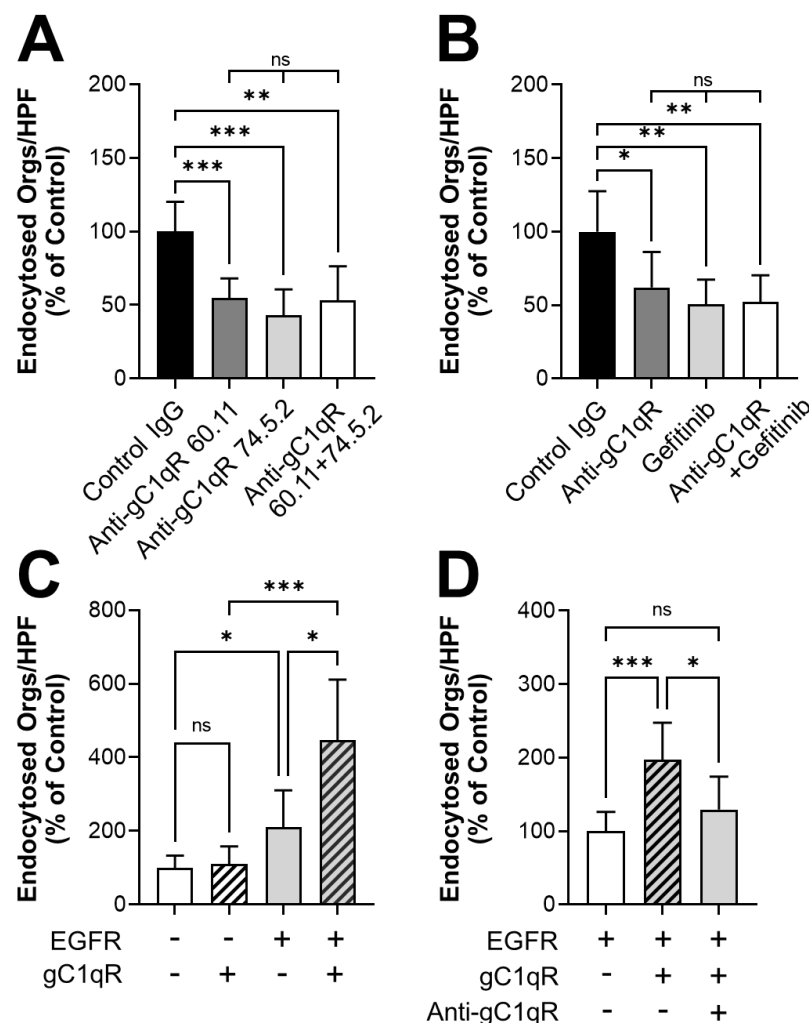 A
Endocytosed Orgs/HPF
(% of Control)
200
150
100
50
0
ns
**
***
***
Control IgG
Anti-gC1qR 60.11
Anti-gC1qR 74.5.2
Anti-gC1qR
60.11+74.5.2
B
Endocytosed Orgs/HPF
(% of Control)
200
150
100
50
0
ns
**
**
*
Control IgG
Anti-gC1qR
Gefitinib
Anti-gC1qR
+Gefitinib
C
Endocytosed Orgs/HPF
(% of Control)
800
600
400
200
0
***
* *
ns
EGFR - - + +
gC1qR - + - +
D
Endocytosed Orgs/HPF
(% of Control)
400
300
200
100
0
ns
*** *
EGFR + + +
gC1qR - + +
Anti-gC1qR - - +